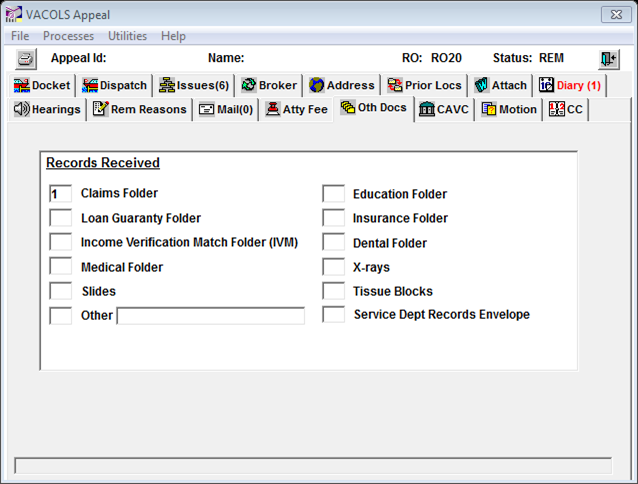 VACOLS Appeal
File Processes Utilities Help
Appeal Id: Name: RO: RO20 Status: REM
Docket Dispatch Issues(6) Broker Address Prior Locs Attach Diary (1)
Hearings Rem Reasons Mail(0) Atty Fee Oth Docs CAVC Motion CC
Records Received
1 Claims Folder
Education Folder
Loan Guaranty Folder
Insurance Folder
Income Verification Match Folder (IVM)
Dental Folder
Medical Folder
X-rays
Slides
Tissue Blocks
Other
Service Dept Records Envelope